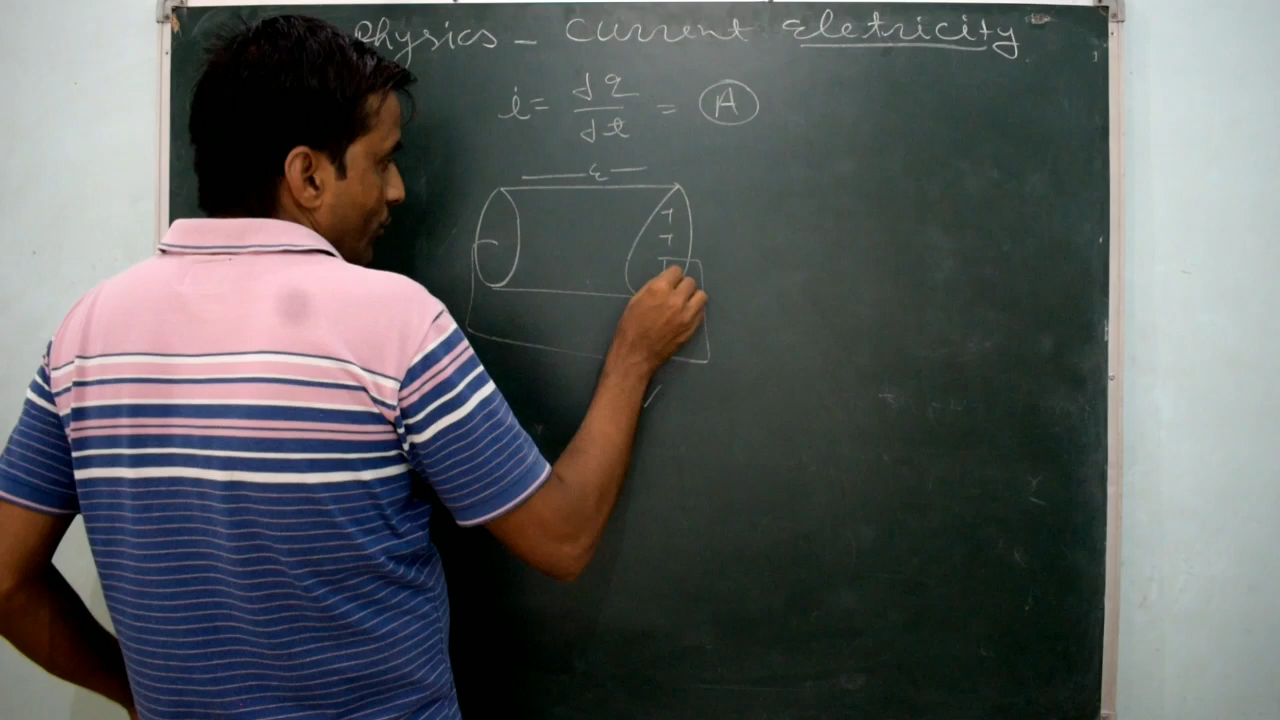 Physics - Current Eletricity
i = dq / dt = A